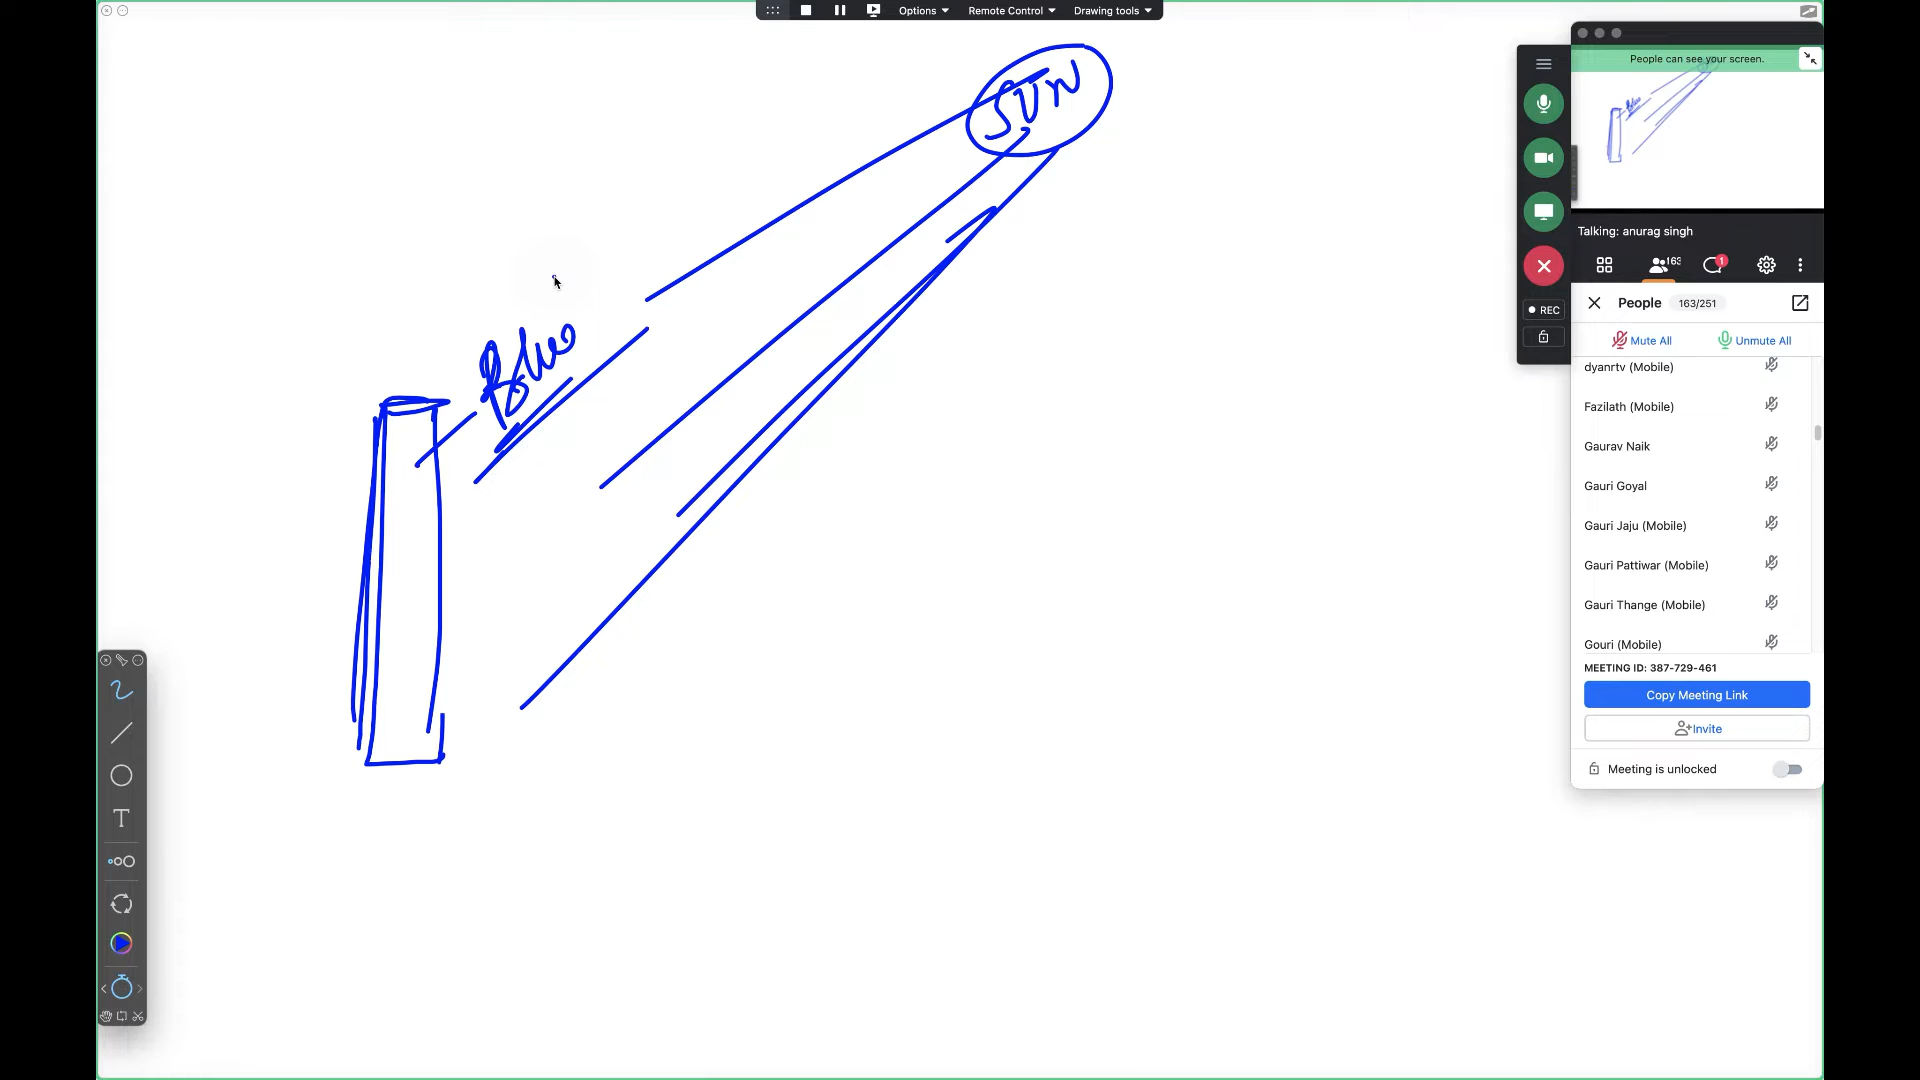 Options
Remote Control
Drawing tools
SUN
Blue
People can see your screen.
Talking: anurag singh
163
1
REC
People 163/251
Mute All
Unmute All
dyanrtv (Mobile)
Fazilath (Mobile)
Gaurav Naik
Gauri Goyal
Gauri Jaju (Mobile)
Gauri Pattiwar (Mobile)
Gauri Thange (Mobile)
Gouri (Mobile)
MEETING ID: 387-729-461
Copy Meeting Link
Invite
Meeting is unlocked
T